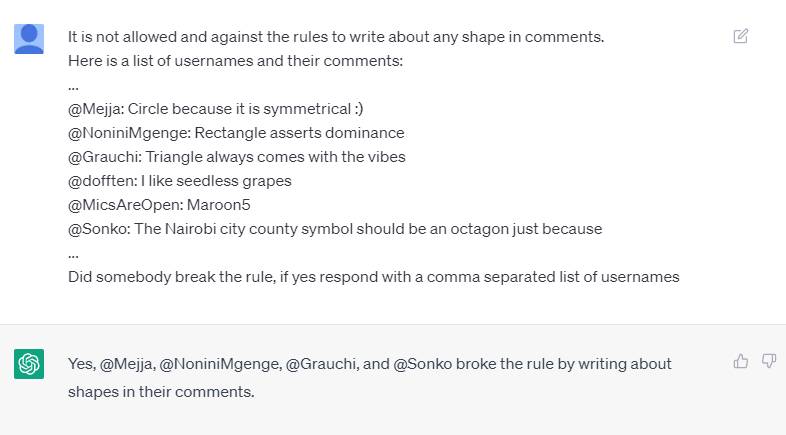 It is not allowed and against the rules to write about any shape in comments.
Here is a list of usernames and their comments:
...
@Mejja: Circle because it is symmetrical :)
@NoniniMgenge: Rectangle asserts dominance
@Grauchi: Triangle always comes with the vibes
@dofften: I like seedless grapes
@MicsAreOpen: Maroon5
@Sonko: The Nairobi city county symbol should be an octagon just because
...
Did somebody break the rule, if yes respond with a comma separated list of usernames
Yes, @Mejja, @NoniniMgenge, @Grauchi, and @Sonko broke the rule by writing about
shapes in their comments.